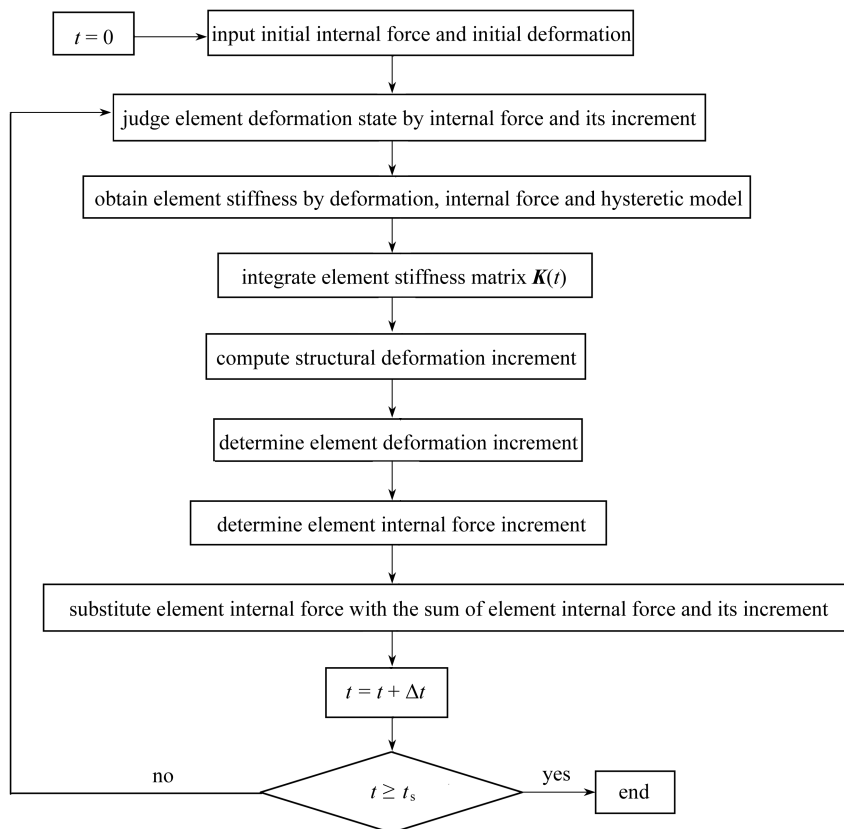 t = 0
input initial internal force and initial deformation
judge element deformation state by internal force and its increment
obtain element stiffness by deformation, internal force and hysteretic model
integrate element stiffness matrix K(t)
compute structural deformation increment
determine element deformation increment
determine element internal force increment
substitute element internal force with the sum of element internal force and its increment
t = t + Δt
no
t ≥ ts
yes
end